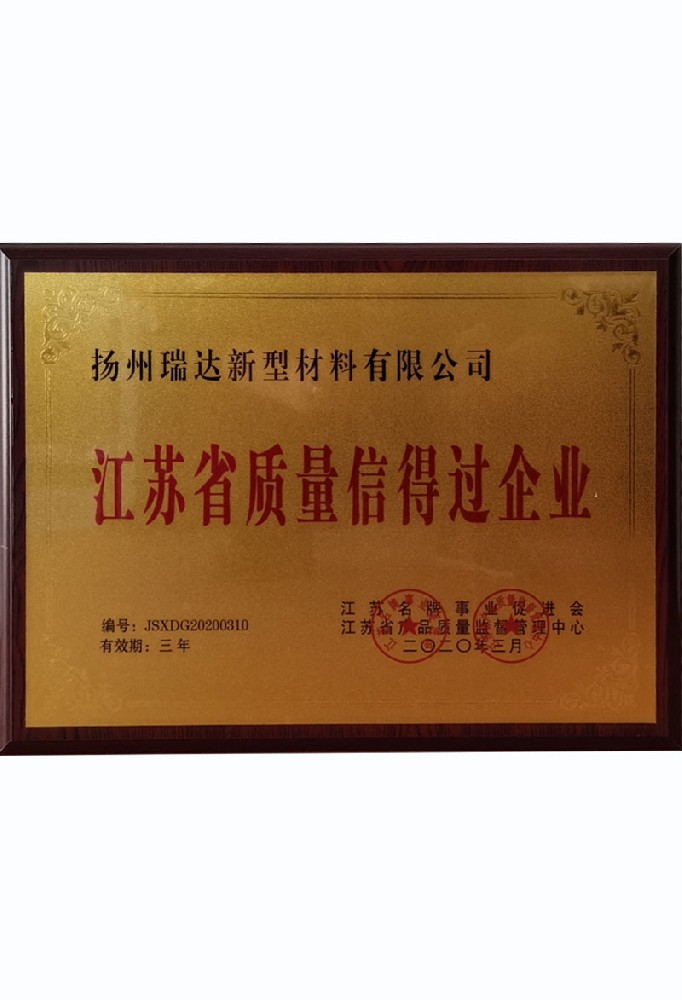 扬州瑞达新型材料有限公司
江苏省质量信得过企业
江苏名牌事业促进会
编号：JSXDG20200310
江苏省产品质量监督管理中心
有效期：三年
二〇二〇年三月